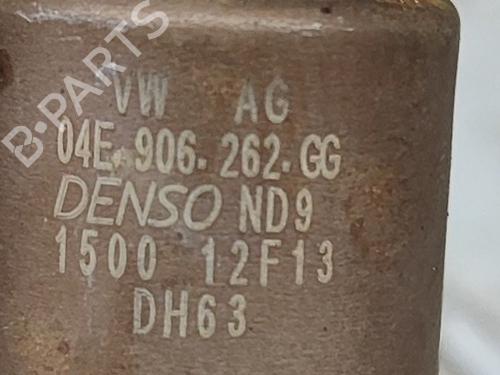 B-PARTS
VW AG
04E.906.262.GG
DENSO ND9
1500 12F13
DH63